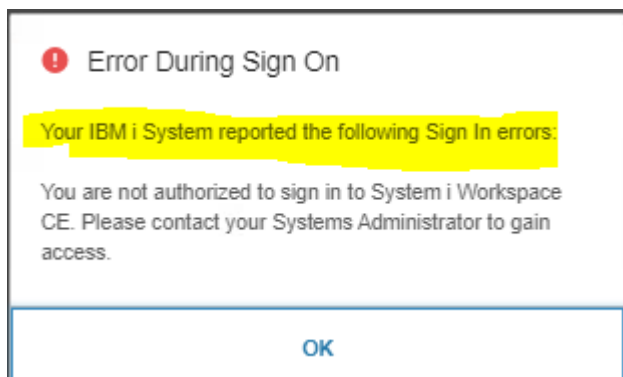 Error During Sign On
Your IBM i System reported the following Sign In errors:
You are not authorized to sign in to System i Workspace
CE. Please contact your Systems Administrator to gain
access.
OK